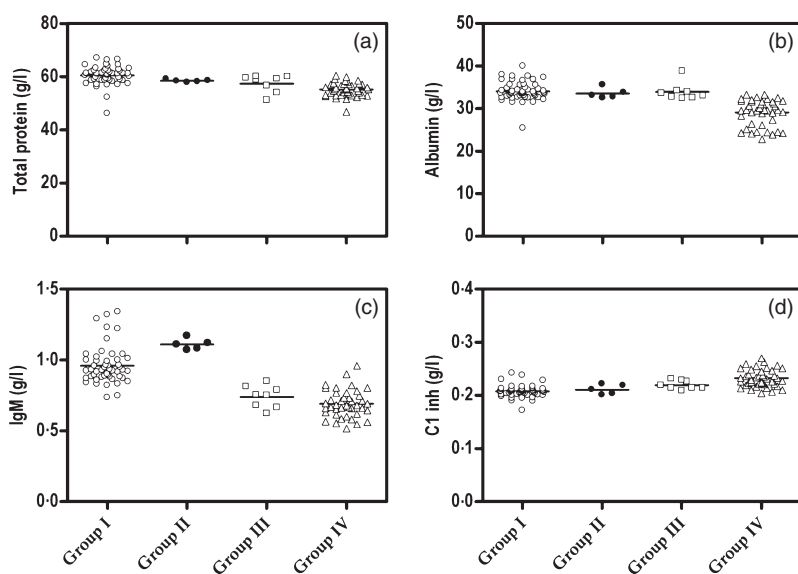 (a)
Total protein (g/l)
80
60
40
20
0
(b)
Albumin (g/l)
50
40
30
20
10
0
(c)
IgM (g/l)
1·5
1·0
0·5
0·0
Group I
Group II
Group III
Group IV
(d)
C1 inh (g/l)
0·4
0·3
0·2
0·1
0·0
Group I
Group II
Group III
Group IV